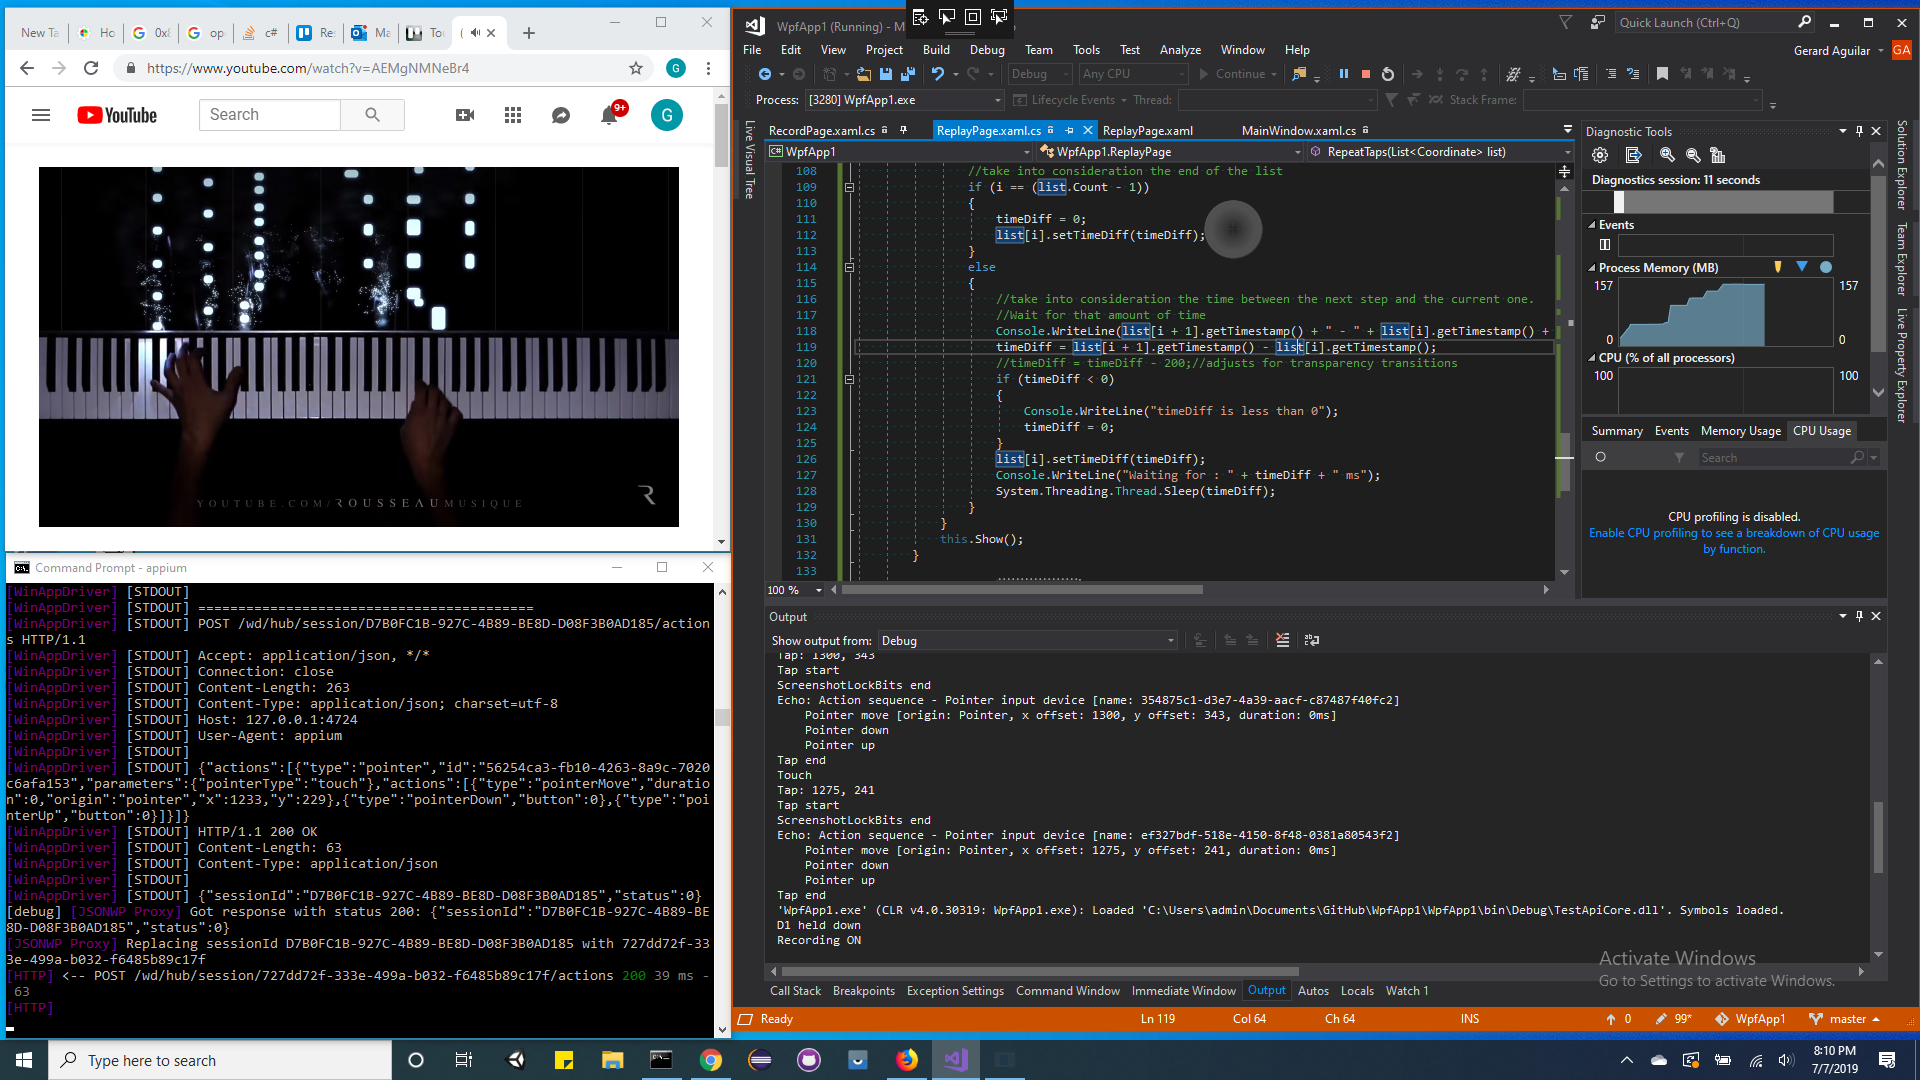 New Ta
Ho
0x8
op
c#
Re
Ma
Tou
https://www.youtube.com/watch?v=AEMgNMNeBr4
G
YouTube
Search
9+
G
YOUTUBE.COM/ROUSSEAUMUSIQUE
R
Command Prompt - appium
[WinAppDriver] [STDOUT]
[WinAppDriver] [STDOUT] ==========================================
[WinAppDriver] [STDOUT] POST /wd/hub/session/D7B0FC1B-927C-4B89-BE8D-D08F3B0AD185/action
s HTTP/1.1
[WinAppDriver] [STDOUT] Accept: application/json, */*
[WinAppDriver] [STDOUT] Connection: close
[WinAppDriver] [STDOUT] Content-Length: 263
[WinAppDriver] [STDOUT] Content-Type: application/json; charset=utf-8
[WinAppDriver] [STDOUT] Host: 127.0.0.1:4724
[WinAppDriver] [STDOUT] User-Agent: appium
[WinAppDriver] [STDOUT]
[WinAppDriver] [STDOUT] {"actions":[{"type":"pointer","id":"56254ca3-fb10-4263-8a9c-7020
c6afa153","parameters":{"pointerType":"touch"},"actions":[{"type":"pointerMove","duratio
n":0,"origin":"pointer","x":1233,"y":229},{"type":"pointerDown","button":0},{"type":"poi
nterUp","button":0}]}]}
[WinAppDriver] [STDOUT] HTTP/1.1 200 OK
[WinAppDriver] [STDOUT] Content-Length: 63
[WinAppDriver] [STDOUT] Content-Type: application/json
[WinAppDriver] [STDOUT]
[WinAppDriver] [STDOUT] {"sessionId":"D7B0FC1B-927C-4B89-BE8D-D08F3B0AD185","status":0}
[debug] [JSONWP Proxy] Got response with status 200: {"sessionId":"D7B0FC1B-927C-4B89-BE
8D-D08F3B0AD185","status":0}
[JSONWP Proxy] Replacing sessionId D7B0FC1B-927C-4B89-BE8D-D08F3B0AD185 with 727dd72f-33
3e-499a-b032-f6485b89c17f
[HTTP] <-- POST /wd/hub/session/727dd72f-333e-499a-b032-f6485b89c17f/actions 200 39 ms -
63
[HTTP]
WpfApp1 (Running) - M
Quick Launch (Ctrl+Q)
File Edit View Project Build Debug Team Tools Test Analyze Window Help
Gerard Aguilar GA
Debug Any CPU Continue
Process: [3280] WpfApp1.exe Lifecycle Events Thread: Stack Frame:
Live Visual Tree
RecordPage.xaml.cs ReplayPage.xaml.cs ReplayPage.xaml MainWindow.xaml.cs
WpfApp1 WpfApp1.ReplayPage RepeatTaps(List<Coordinate> list)
108 //take into consideration the end of the list
109 if (i == (list.Count - 1))
110 {
111 timeDiff = 0;
112 list[i].setTimeDiff(timeDiff);
113 }
114 else
115 {
116 //take into consideration the time between the next step and the current one.
117 //Wait for that amount of time
118 Console.WriteLine(list[i + 1].getTimestamp() + " - " + list[i].getTimestamp() +
119 timeDiff = list[i + 1].getTimestamp() - list[i].getTimestamp();
120 //timeDiff = timeDiff - 200;//adjusts for transparency transitions
121 if (timeDiff < 0)
122 {
123 Console.WriteLine("timeDiff is less than 0");
124 timeDiff = 0;
125 }
126 list[i].setTimeDiff(timeDiff);
127 Console.WriteLine("Waiting for : " + timeDiff + " ms");
128 System.Threading.Thread.Sleep(timeDiff);
129 }
130 }
131 this.Show();
132 }
133
100 %
Diagnostic Tools
Diagnostics session: 11 seconds
Events
Process Memory (MB)
157 157
0 0
CPU (% of all processors)
100 100
Summary Events Memory Usage CPU Usage
Search
CPU profiling is disabled.
Enable CPU profiling to see a breakdown of CPU usage
by function.
Solution Explorer
Team Explorer
Live Property Explorer
Output
Show output from: Debug
Tap: 1300, 343
Tap start
ScreenshotLockBits end
Echo: Action sequence - Pointer input device [name: 354875c1-d3e7-4a39-aacf-c87487f40fc2]
Pointer move [origin: Pointer, x offset: 1300, y offset: 343, duration: 0ms]
Pointer down
Pointer up
Tap end
Touch
Tap: 1275, 241
Tap start
ScreenshotLockBits end
Echo: Action sequence - Pointer input device [name: ef327bdf-518e-4150-8f48-0381a80543f2]
Pointer move [origin: Pointer, x offset: 1275, y offset: 241, duration: 0ms]
Pointer down
Pointer up
Tap end
'WpfApp1.exe' (CLR v4.0.30319: WpfApp1.exe): Loaded 'C:\Users\admin\Documents\GitHub\WpfApp1\WpfApp1\bin\Debug\TestApiCore.dll'. Symbols loaded.
D1 held down
Recording ON
Activate Windows
Go to Settings to activate Windows.
Call Stack Breakpoints Exception Settings Command Window Immediate Window Output Autos Locals Watch 1
Ready Ln 119 Col 64 Ch 64 INS 0 99* WpfApp1 master
Type here to search
8:10 PM
7/7/2019